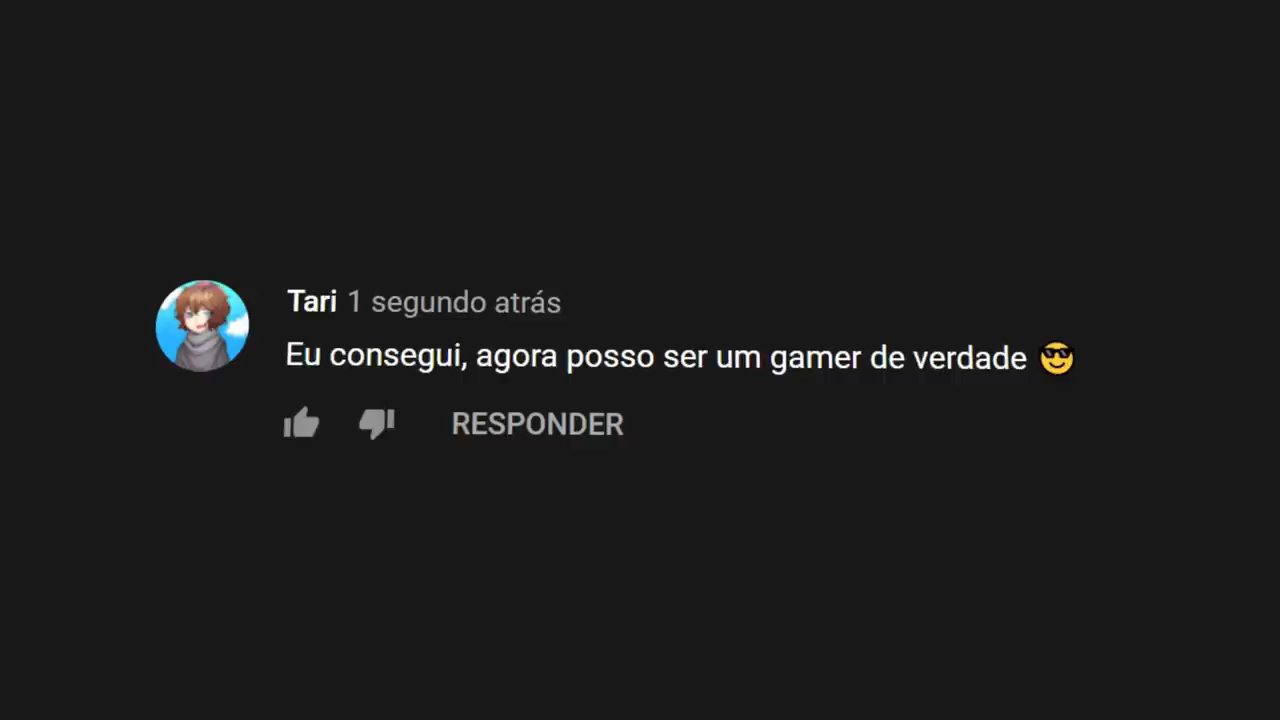 Tari 1 segundo atrás
Eu consegui, agora posso ser um gamer de verdade 😎
RESPONDER